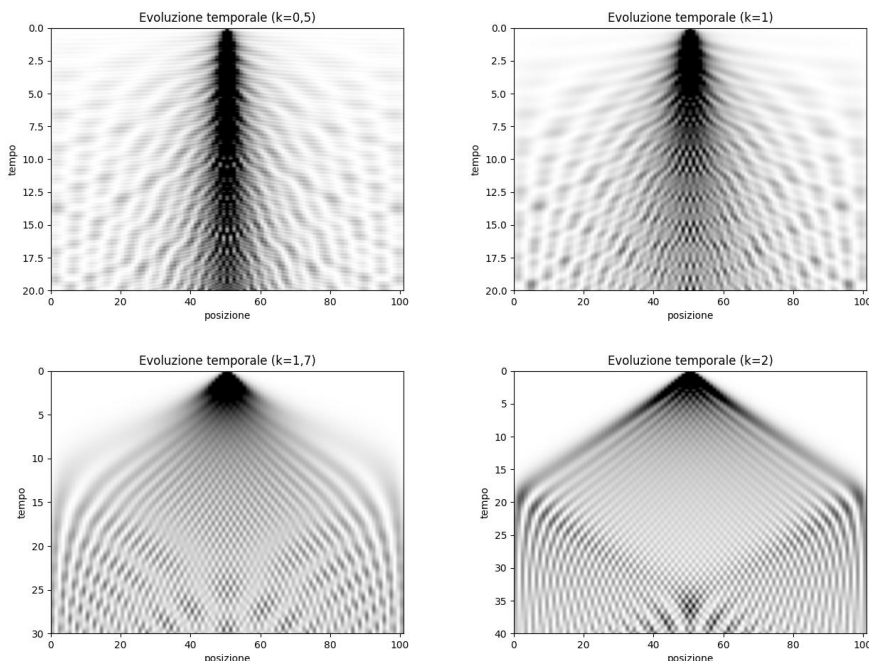 Evoluzione temporale (k=0,5)
0.0
2.5
5.0
7.5
10.0
12.5
15.0
17.5
20.0
tempo
0 20 40 60 80 100
posizione
Evoluzione temporale (k=1)
0.0
2.5
5.0
7.5
10.0
12.5
15.0
17.5
20.0
tempo
0 20 40 60 80 100
posizione
Evoluzione temporale (k=1,7)
0
5
10
15
20
25
30
tempo
0 20 40 60 80 100
posizione
Evoluzione temporale (k=2)
0
5
10
15
20
25
30
35
40
tempo
0 20 40 60 80 100
posizione